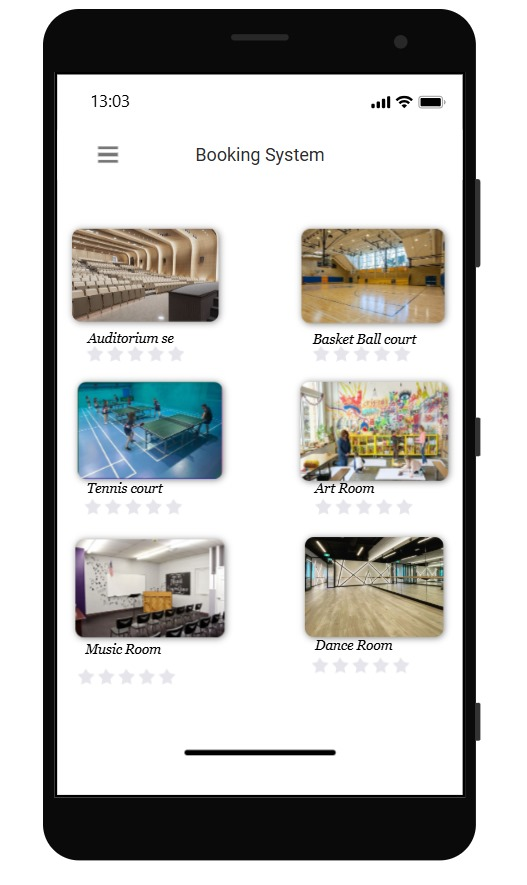 13:03
Booking System
Auditorium se
Basket Ball court
Tennis court
Art Room
Music Room
Dance Room